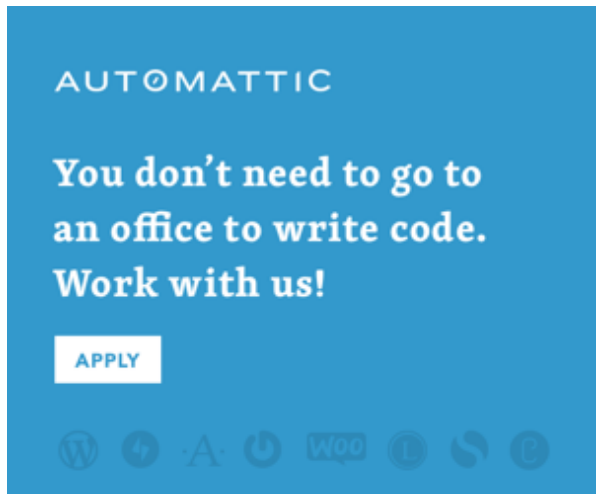 AUTOMATTIC
You don’t need to go to
an office to write code.
Work with us!
APPLY
W ·A· WOO L C